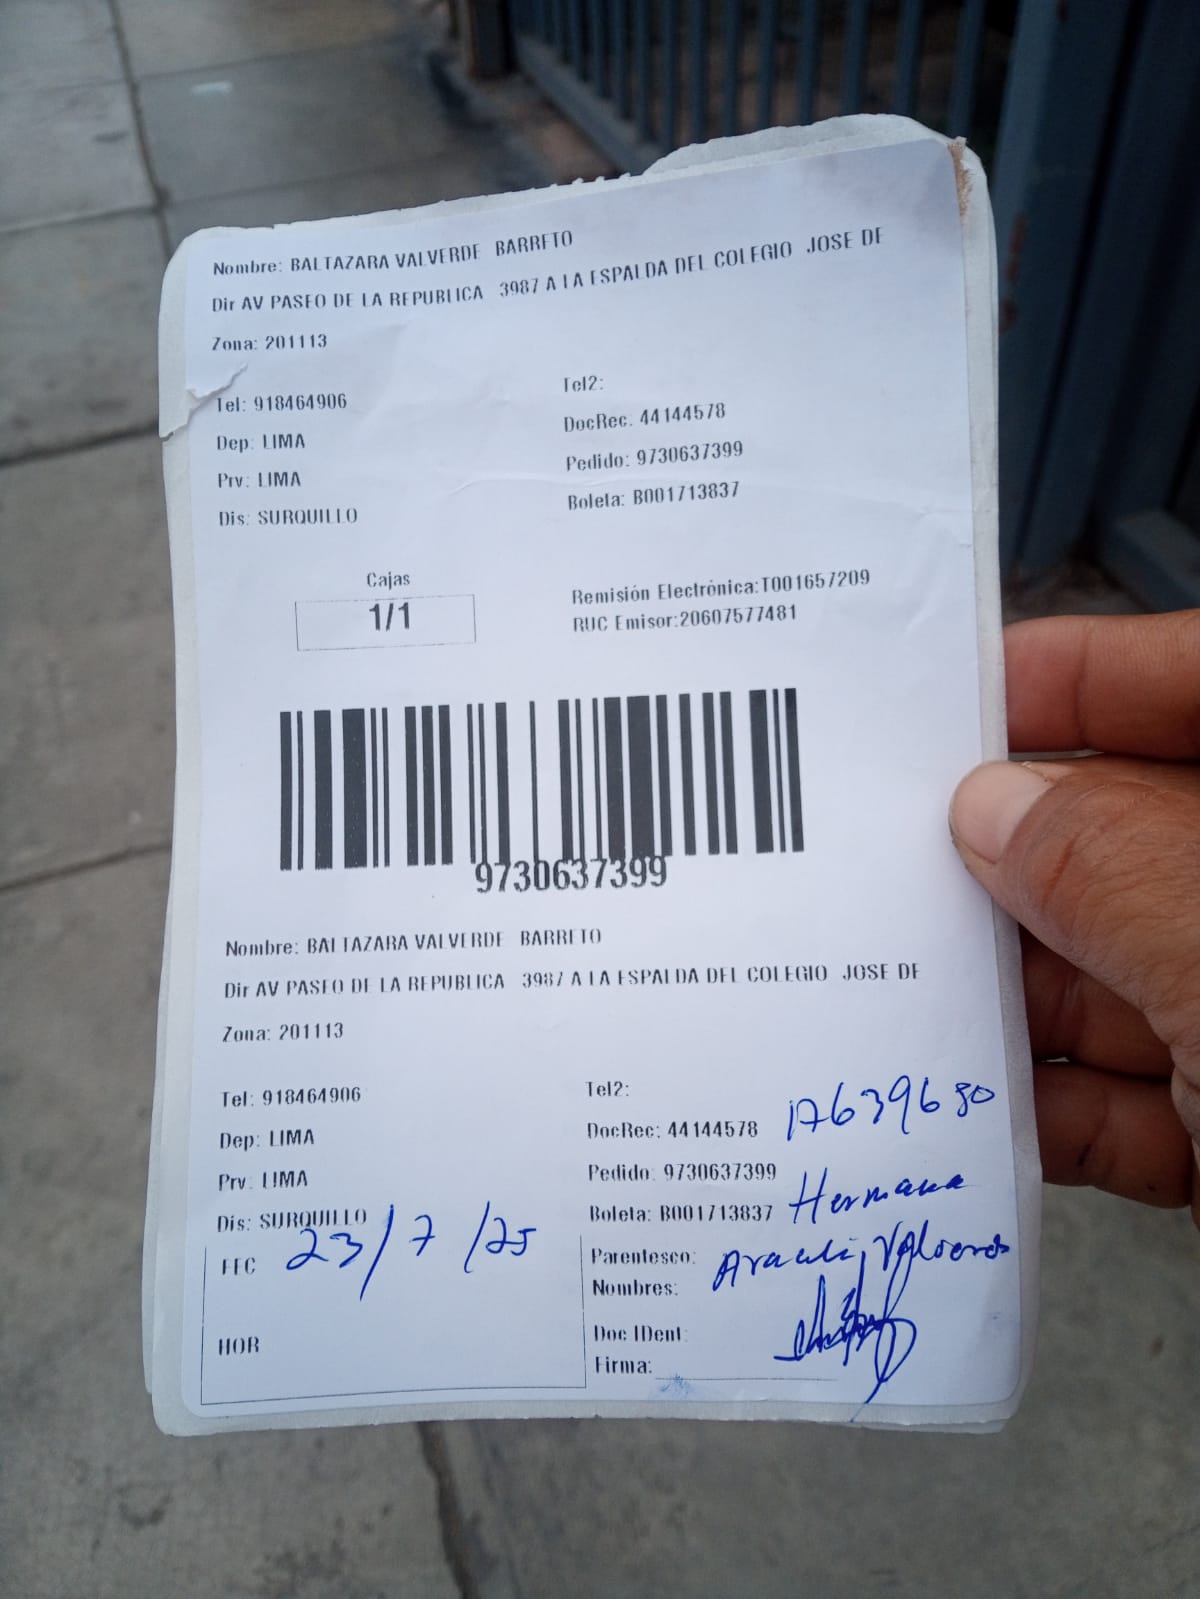 Nombre: BALTAZARA VALVERDE BARRETO
Dir AV PASEO DE LA REPUBLICA 3987 A LA ESPALDA DEL COLEGIO JOSE DE
Zona: 201113
Tel: 918464906
Dep: LIMA
Prv: LIMA
Dis: SURQUILLO
Tel2:
DocRec: 44144578
Pedido: 9730637399
Boleta: B001713837
Cajas
1/1
Remisión Electrónica:T001657209
RUC Emisor:20607577481
9730637399
Nombre: BALTAZARA VALVERDE BARRETO
Dir AV PASEO DE LA REPUBLICA 3987 A LA ESPALDA DEL COLEGIO JOSE DE
Zona: 201113
Tel: 918464906
Dep: LIMA
Prv: LIMA
Dis: SURQUILLO
FEC 23/7/25
HOR
Tel2:
DocRec: 44144578
Pedido: 9730637399
Boleta: B001713837
Parentesco: Hermana
Nombres: Araceli Valverde
Doc IDent:
Firma: